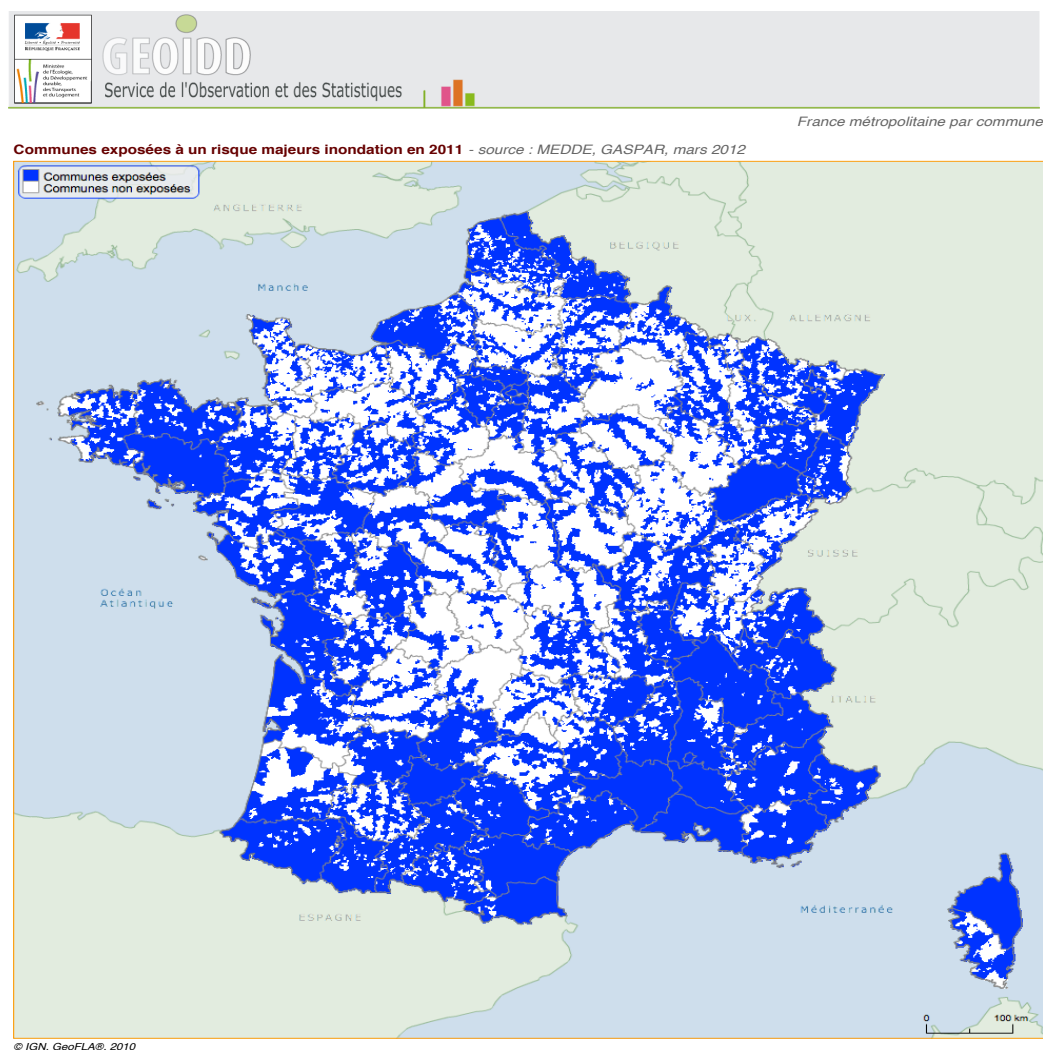 Liberté • Égalité • Fraternité
RÉPUBLIQUE FRANÇAISE
Ministère
de l'Écologie,
du Développement
durable,
des Transports
et du Logement
GEOIDD
Service de l'Observation et des Statistiques
France métropolitaine par commune
Communes exposées à un risque majeurs inondation en 2011 - source : MEDDE, GASPAR, mars 2012
Communes exposées
Communes non exposées
ANGLETERRE
BELGIQUE
Manche
LUX.
ALLEMAGNE
SUISSE
Océan
Atlantique
ITALIE
Méditerranée
ESPAGNE
0 100 km
© IGN, GeoFLA®, 2010